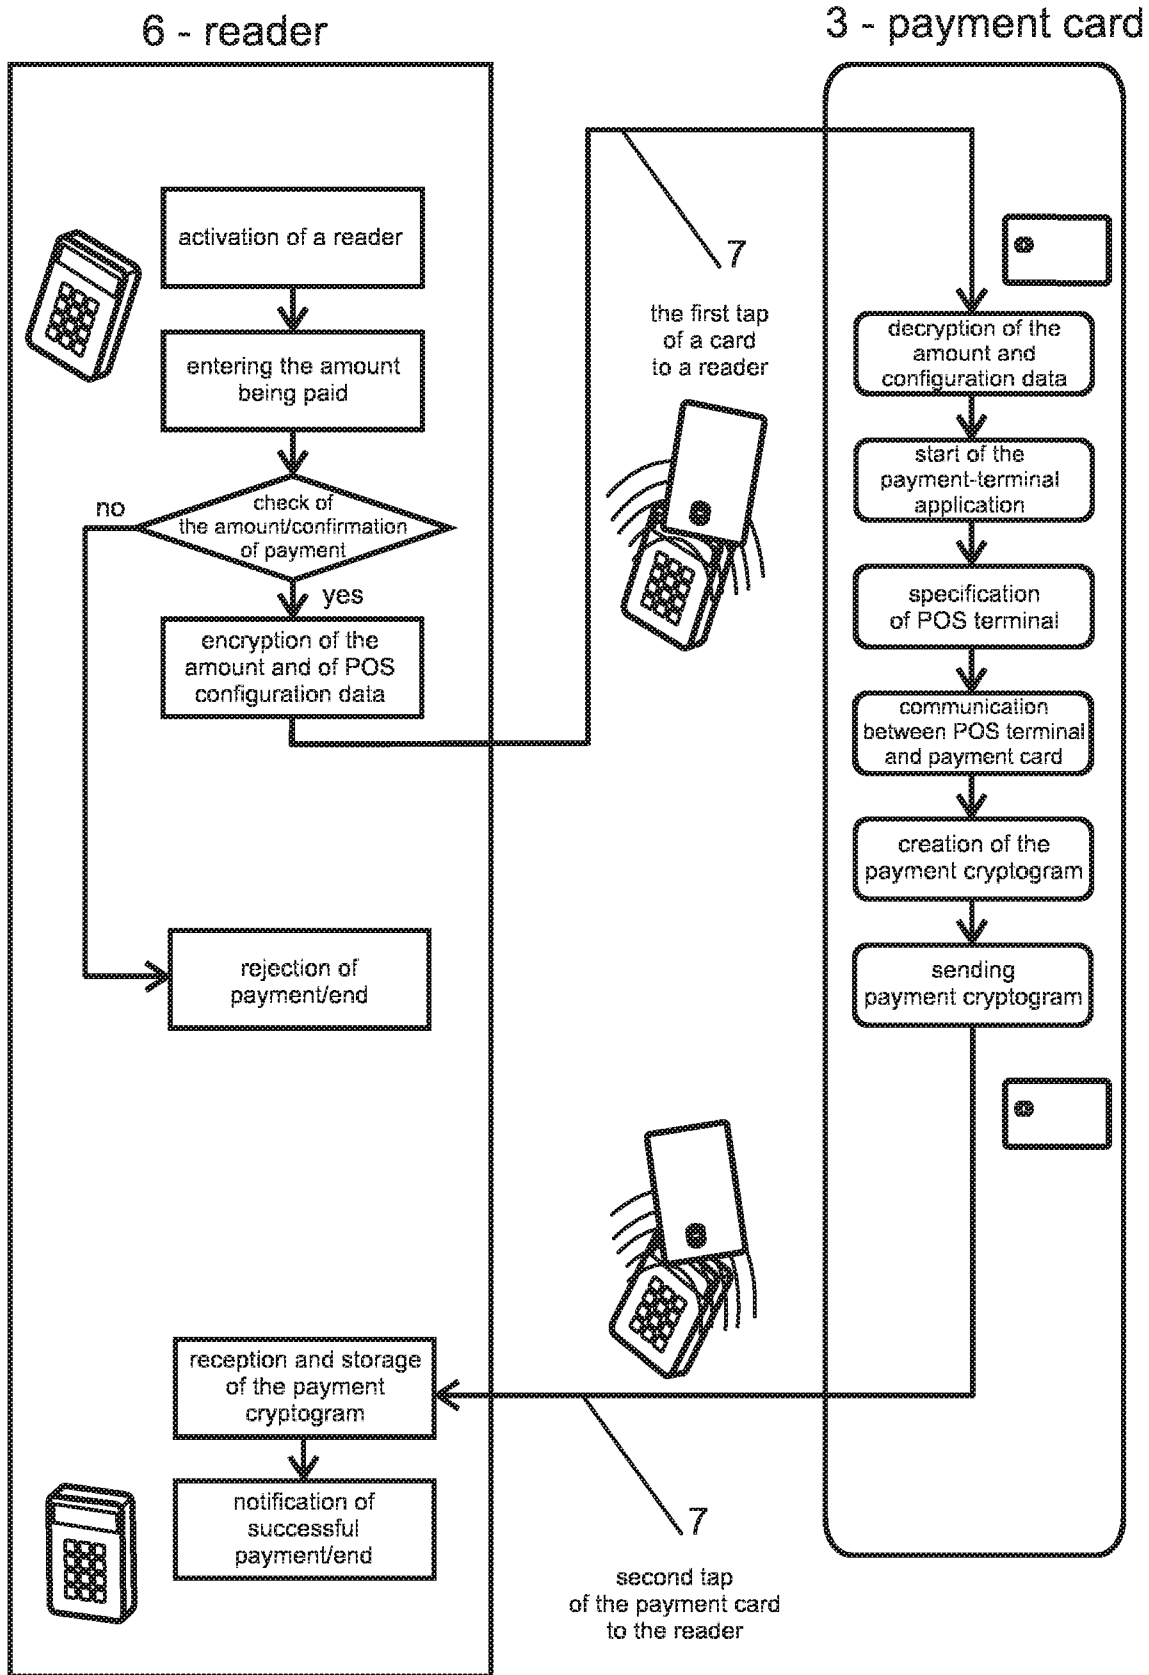 6 - reader
3 - payment card
activation of a reader
entering the amount
being paid
check of
the amount/confirmation
of payment
no
yes
encryption of the
amount and of POS
configuration data
rejection of
payment/end
7
the first tap
of a card
to a reader
decryption of the
amount and
configuration data
start of the
payment-terminal
application
specification
of POS terminal
communication
between POS terminal
and payment card
creation of the
payment cryptogram
sending
payment cryptogram
reception and storage
of the payment
cryptogram
notification of
successful
payment/end
7
second tap
of the payment card
to the reader